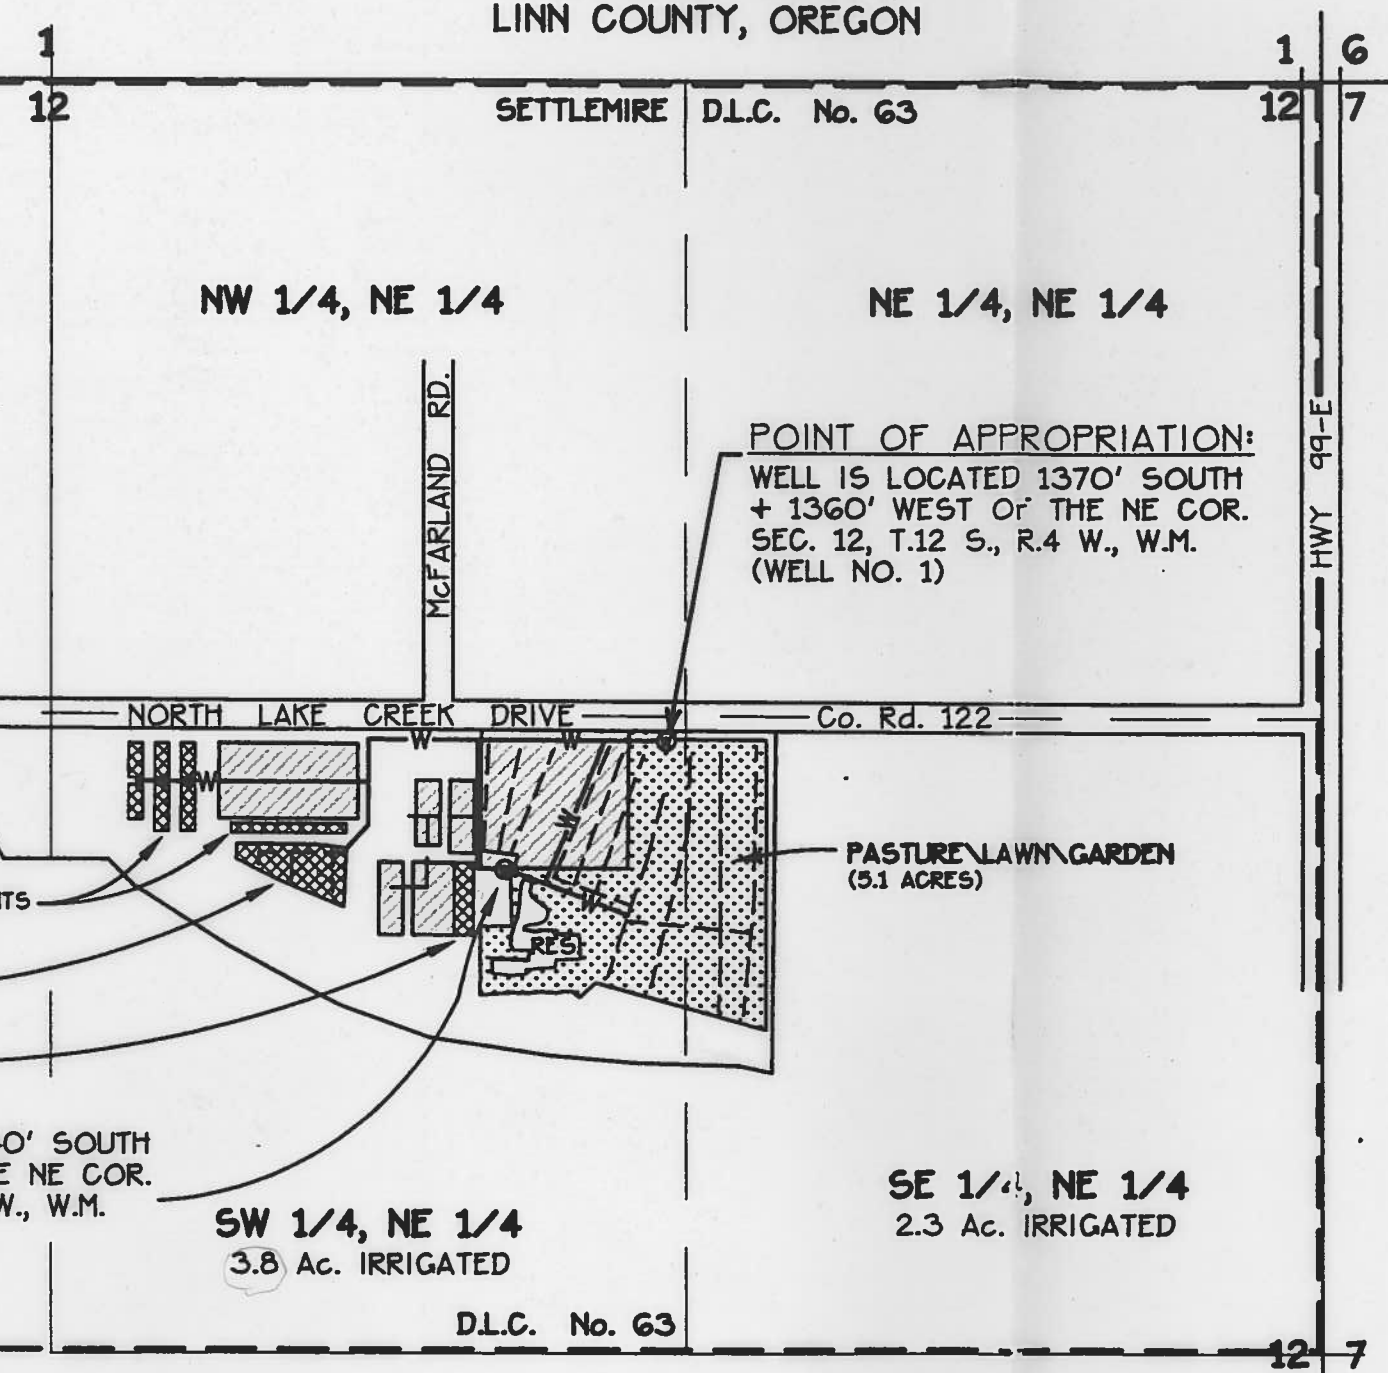 LINN COUNTY, OREGON
1
1 6
12
SETTLEMIRE D.L.C. No. 63
12 7
NW 1/4, NE 1/4
NE 1/4, NE 1/4
McFARLAND RD.
HWY 99-E
POINT OF APPROPRIATION:
WELL IS LOCATED 1370' SOUTH
+ 1360' WEST OF THE NE COR.
SEC. 12, T.12 S., R.4 W., W.M.
(WELL NO. 1)
NORTH LAKE CREEK DRIVE
Co. Rd. 122
W
W
W
W
W
RES
PASTURE\LAWN\GARDEN
(5.1 ACRES)
TS
0' SOUTH
E NE COR.
W., W.M.
SW 1/4, NE 1/4
3.8 Ac. IRRIGATED
SE 1/4, NE 1/4
2.3 Ac. IRRIGATED
D.L.C. No. 63
12 7